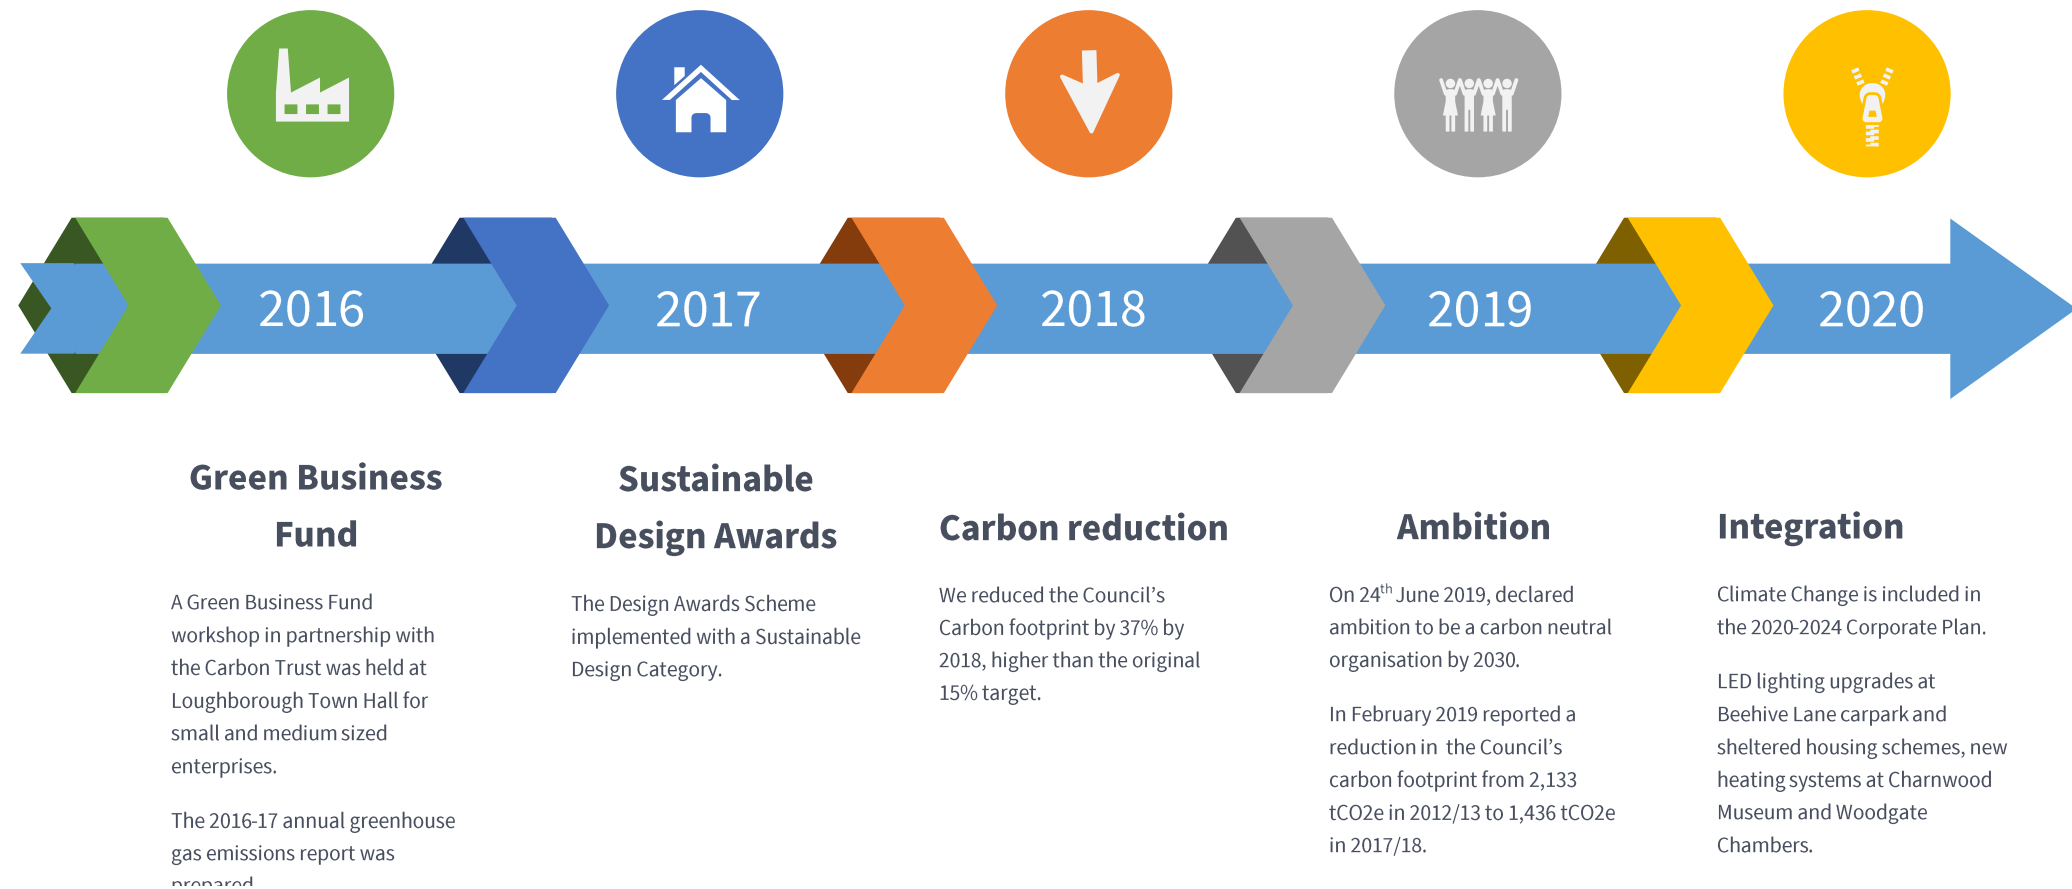 2016
2017
2018
2019
2020
Green Business
Fund
A Green Business Fund
workshop in partnership with
the Carbon Trust was held at
Loughborough Town Hall for
small and medium sized
enterprises.
The 2016-17 annual greenhouse
gas emissions report was
prepared
Sustainable
Design Awards
The Design Awards Scheme
implemented with a Sustainable
Design Category.
Carbon reduction
We reduced the Council’s
Carbon footprint by 37% by
2018, higher than the original
15% target.
Ambition
On 24th June 2019, declared
ambition to be a carbon neutral
organisation by 2030.
In February 2019 reported a
reduction in  the Council’s
carbon footprint from 2,133
tCO2e in 2012/13 to 1,436 tCO2e
in 2017/18.
Integration
Climate Change is included in
the 2020-2024 Corporate Plan.
LED lighting upgrades at
Beehive Lane carpark and
sheltered housing schemes, new
heating systems at Charnwood
Museum and Woodgate
Chambers.